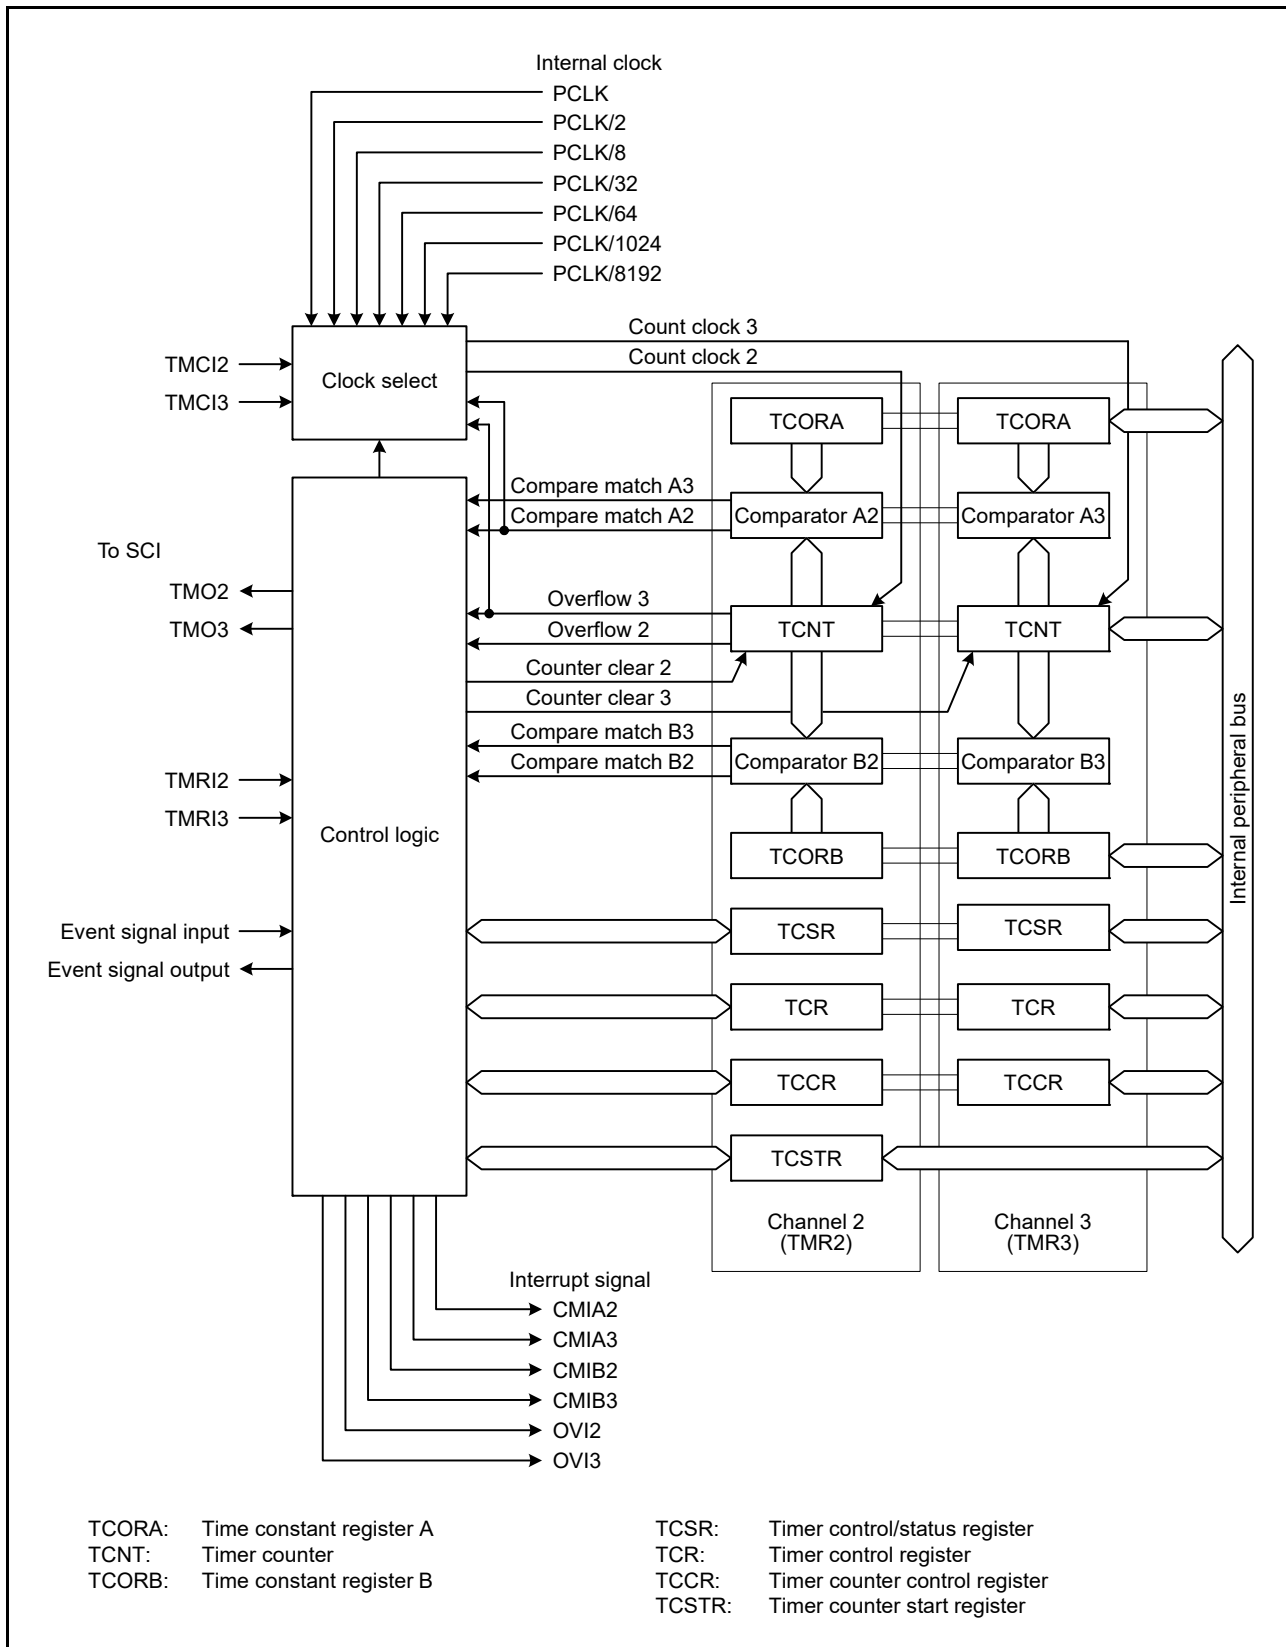 Internal clock
PCLK
PCLK/2
PCLK/8
PCLK/32
PCLK/64
PCLK/1024
PCLK/8192
Count clock 3
Count clock 2
TMCI2
TMCI3
Clock select
TCORA
TCORA
Compare match A3
Compare match A2
Comparator A2
Comparator A3
To SCI
TMO2
TMO3
Overflow 3
Overflow 2
TCNT
TCNT
Counter clear 2
Counter clear 3
Compare match B3
Compare match B2
Comparator B2
Comparator B3
TMRI2
TMRI3
Control logic
TCORB
TCORB
Internal peripheral bus
Event signal input
Event signal output
TCSR
TCSR
TCR
TCR
TCCR
TCCR
TCSTR
Channel 2
(TMR2)
Channel 3
(TMR3)
Interrupt signal
CMIA2
CMIA3
CMIB2
CMIB3
OVI2
OVI3
TCORA: Time constant register A
TCNT: Timer counter
TCORB: Time constant register B
TCSR: Timer control/status register
TCR: Timer control register
TCCR: Timer counter control register
TCSTR: Timer counter start register